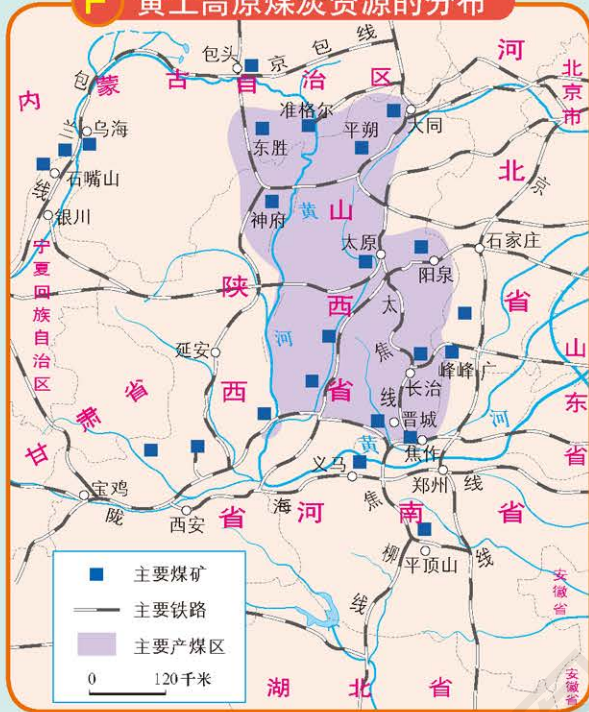 F 黄土高原煤炭资源的分布
内 蒙 古 自 治 区
河 北 省
北京市
包头
京 包 线
包 兰 线
乌海
石嘴山
银川
准格尔
东胜
平朔
大同
神府
黄 河
山 西 省
太原
阳泉
石家庄
京
宁夏回族自治区
陕 西 省
太 焦 线
延安
长治
峰峰
广
山东省
甘肃省
晋城
焦作
黄 河
义马
郑州
线
宝鸡
陇 海 线
西安
河 南 省
焦 柳 线
平顶山
安徽省
主要煤矿
主要铁路
主要产煤区
0 120千米
湖 北 省
安徽省